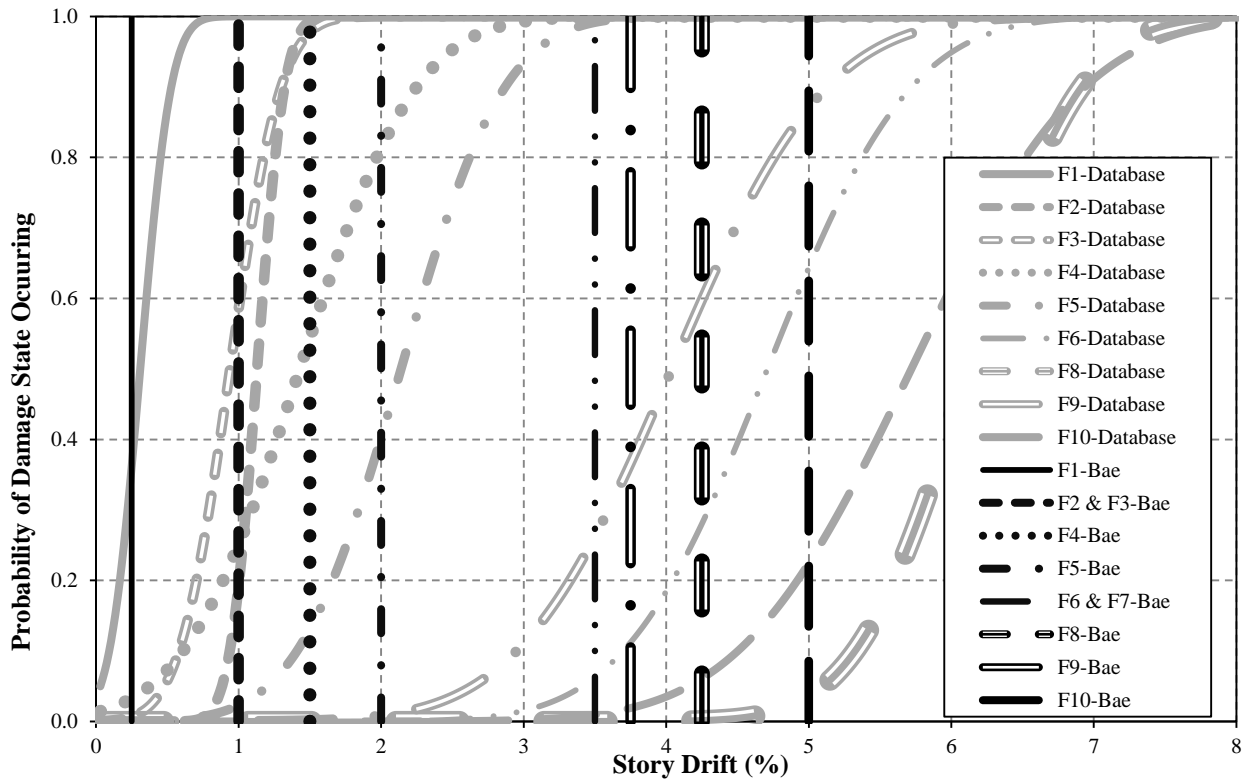 1.0
0.8
0.6
0.4
0.2
0.0
Probability of Damage State Ocuuring
0
1
2
3
4
5
6
7
8
Story Drift (%)
F1-Database
F2-Database
F3-Database
F4-Database
F5-Database
F6-Database
F8-Database
F9-Database
F10-Database
F1-Bae
F2 & F3-Bae
F4-Bae
F5-Bae
F6 & F7-Bae
F8-Bae
F9-Bae
F10-Bae